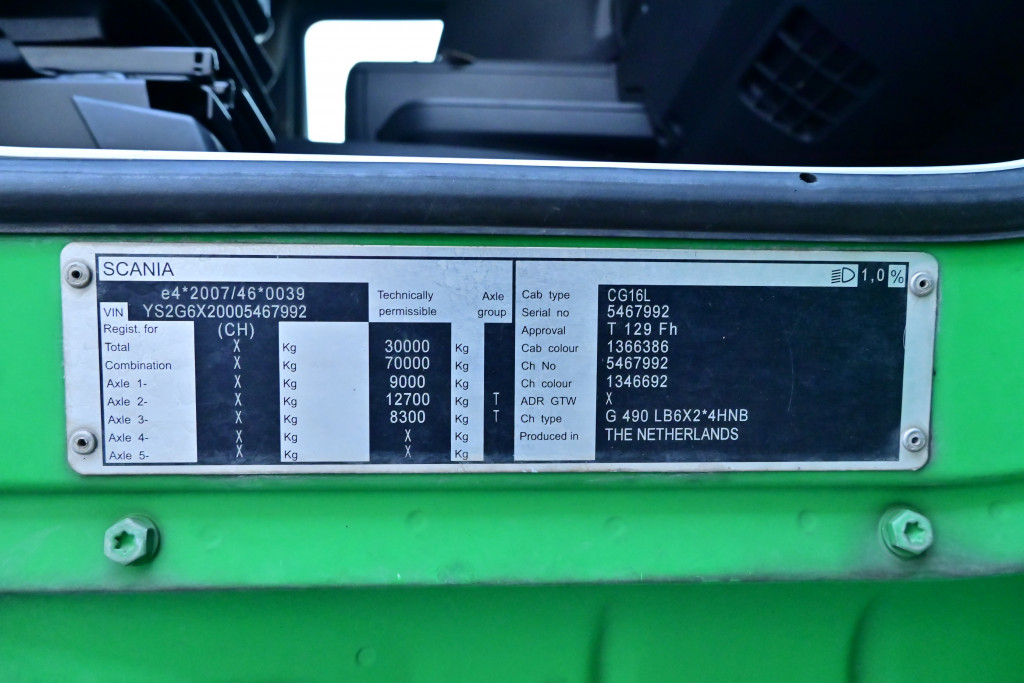 SCANIA
e4*2007/46*0039
VIN YS2G6X20005467992
Technically permissible
Axle group
Regist. for (CH)
Total X Kg 30000 Kg
Combination X Kg 70000 Kg
Axle 1- X Kg 9000 Kg
Axle 2- X Kg 12700 Kg T
Axle 3- X Kg 8300 Kg T
Axle 4- X Kg X Kg
Axle 5- X Kg X Kg
1,0 %
Cab type CG16L
Serial no 5467992
Approval T 129 Fh
Cab colour 1366386
Ch No 5467992
Ch colour 1346692
ADR GTW X
Ch type G 490 LB6X2*4HNB
Produced in THE NETHERLANDS